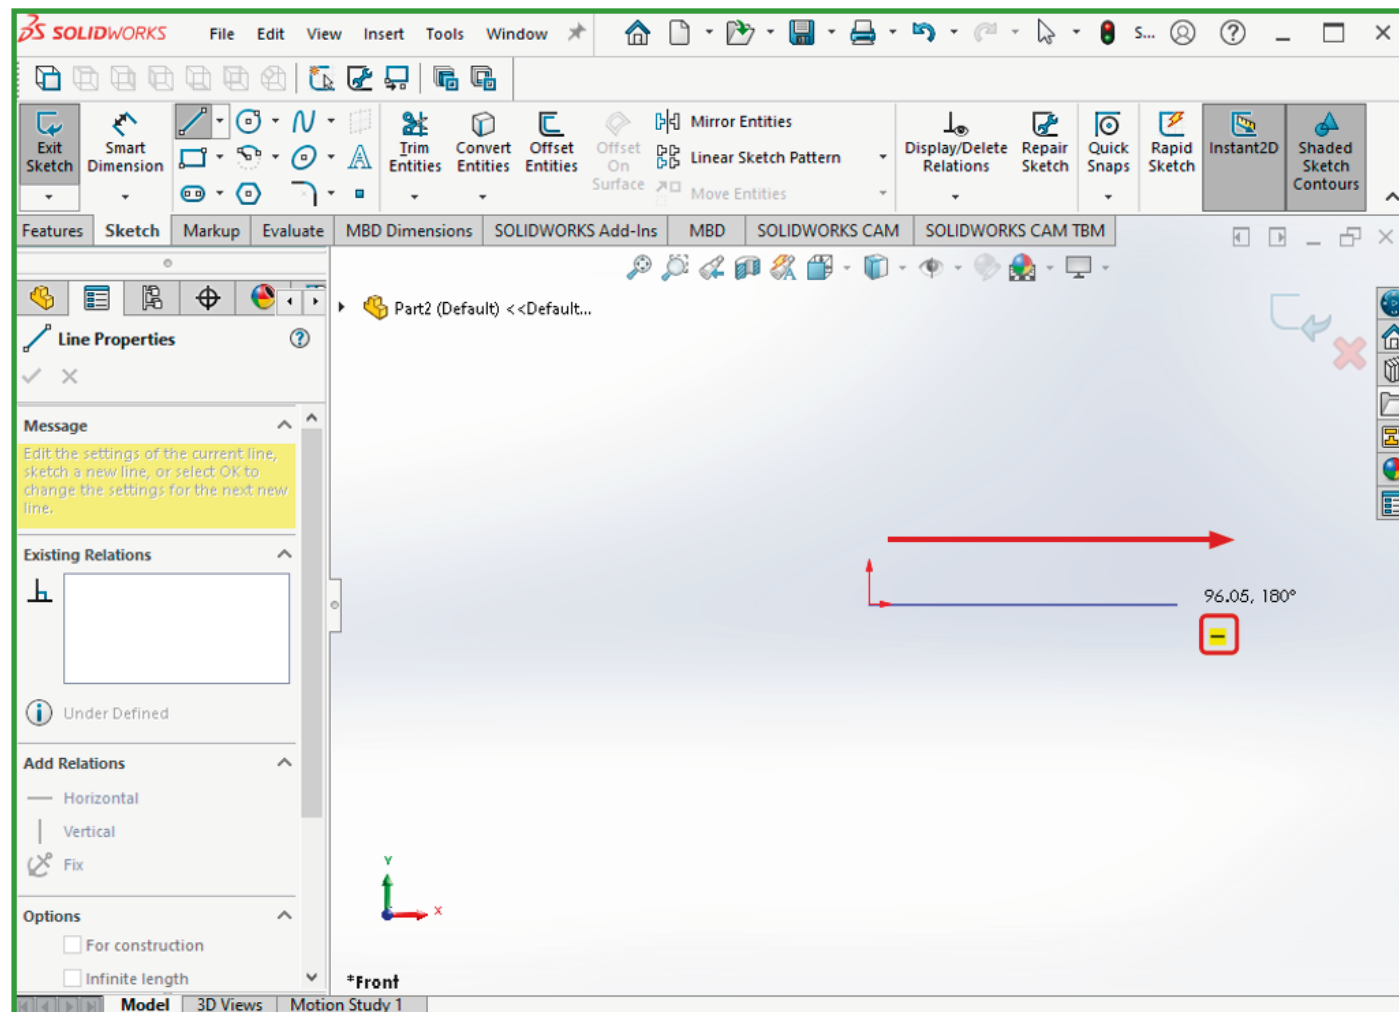 SOLIDWORKS File Edit View Insert Tools Window S...
Exit Sketch
Smart Dimension
Trim Entities
Convert Entities
Offset Entities
Offset On Surface
Mirror Entities
Linear Sketch Pattern
Move Entities
Display/Delete Relations
Repair Sketch
Quick Snaps
Rapid Sketch
Instant2D
Shaded Sketch Contours
Features Sketch Markup Evaluate MBD Dimensions SOLIDWORKS Add-Ins MBD SOLIDWORKS CAM SOLIDWORKS CAM TBM
Part2 (Default) <<Default...
Line Properties
Message
Edit the settings of the current line,
sketch a new line, or select OK to
change the settings for the next new
line.
Existing Relations
Under Defined
Add Relations
Horizontal
Vertical
Fix
Options
For construction
Infinite length
96.05, 180°
Y
X
*Front
Model 3D Views Motion Study 1